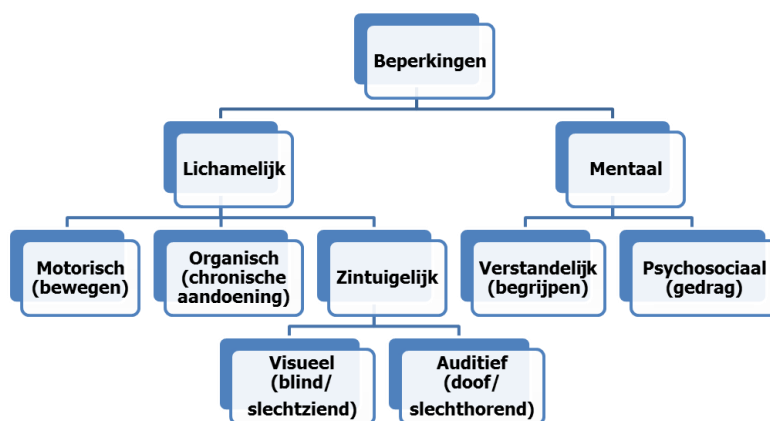 Beperkingen
Lichamelijk
Mentaal
Motorisch
(bewegen)
Organisch
(chronische
aandoening)
Zintuigelijk
Verstandelijk
(begrijpen)
Psychosociaal
(gedrag)
Visueel
(blind/
slechtziend)
Auditief
(doof/
slechthorend)